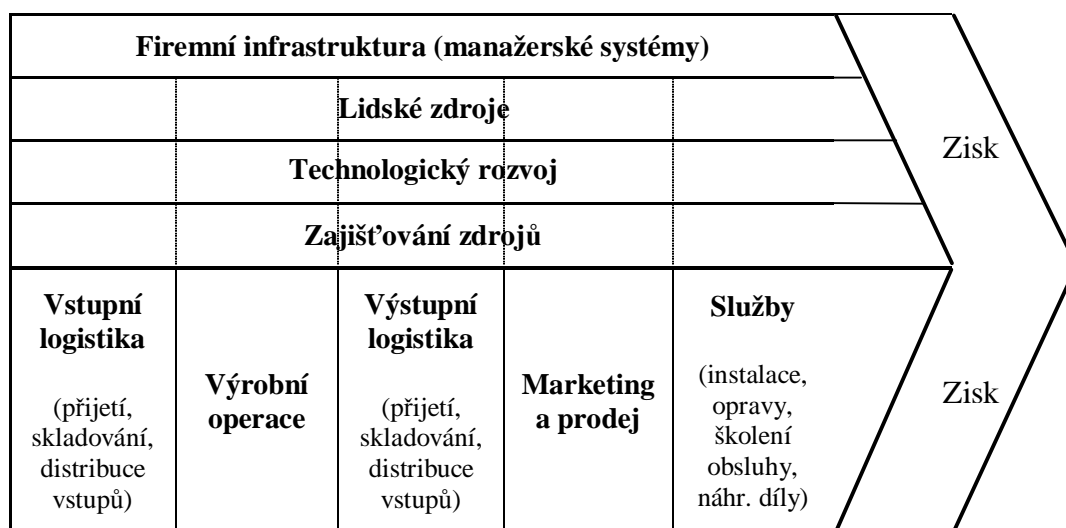 Firemní infrastruktura (manažerské systémy)
Lidské zdroje
Technologický rozvoj
Zajišťování zdrojů
Zisk
Vstupní
logistika
(přijetí,
skladování,
distribuce
vstupů)
Výrobní
operace
Výstupní
logistika
(přijetí,
skladování,
distribuce
vstupů)
Marketing
a prodej
Služby
(instalace,
opravy,
školení
obsluhy,
náhr. díly)
Zisk